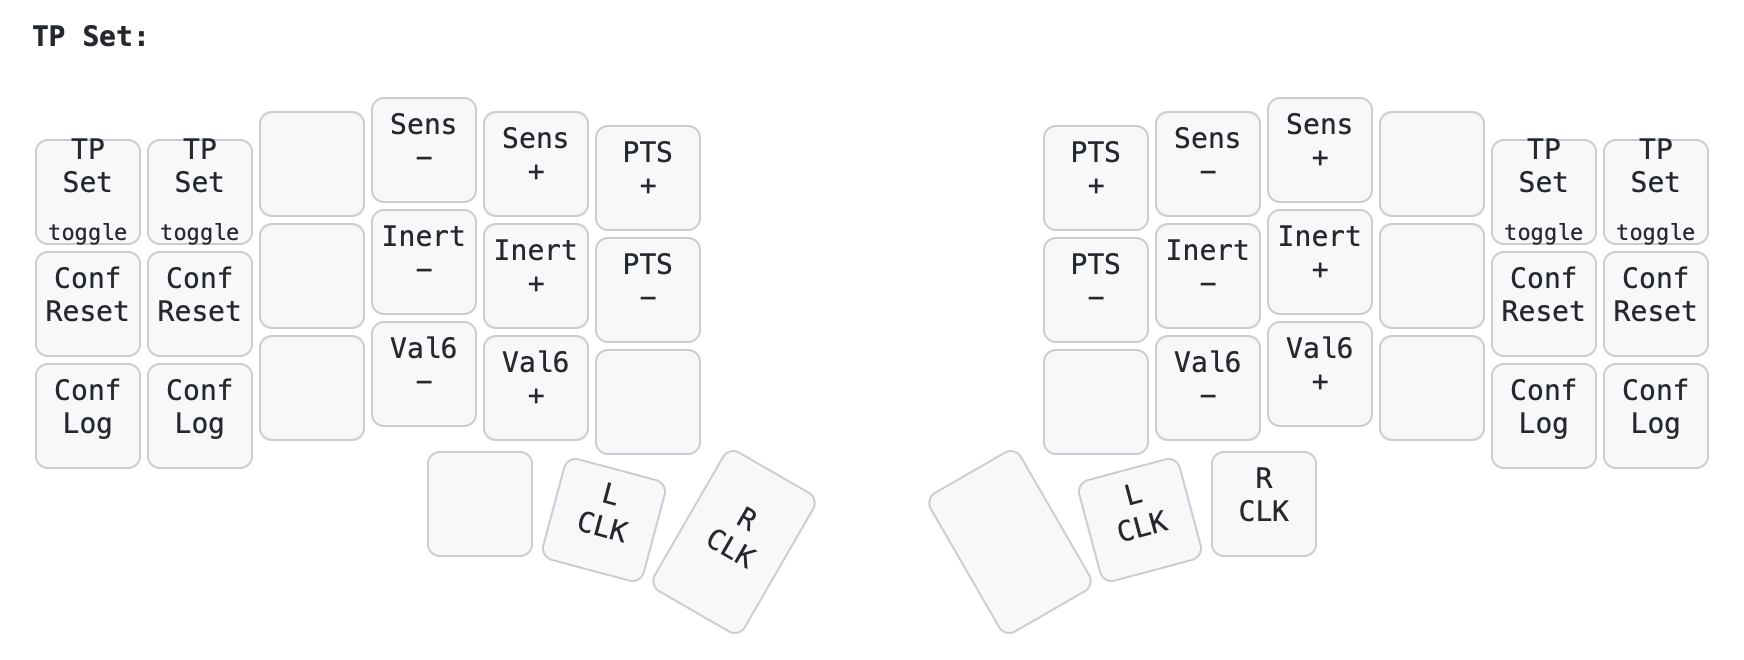 TP Set:
TP Set toggle
TP Set toggle
Sens −
Sens +
PTS +
PTS +
Sens −
Sens +
TP Set toggle
TP Set toggle
Conf Reset
Conf Reset
Inert −
Inert +
PTS −
PTS −
Inert −
Inert +
Conf Reset
Conf Reset
Conf Log
Conf Log
Val6 −
Val6 +
Val6 −
Val6 +
Conf Log
Conf Log
L CLK
R CLK
L CLK
R CLK